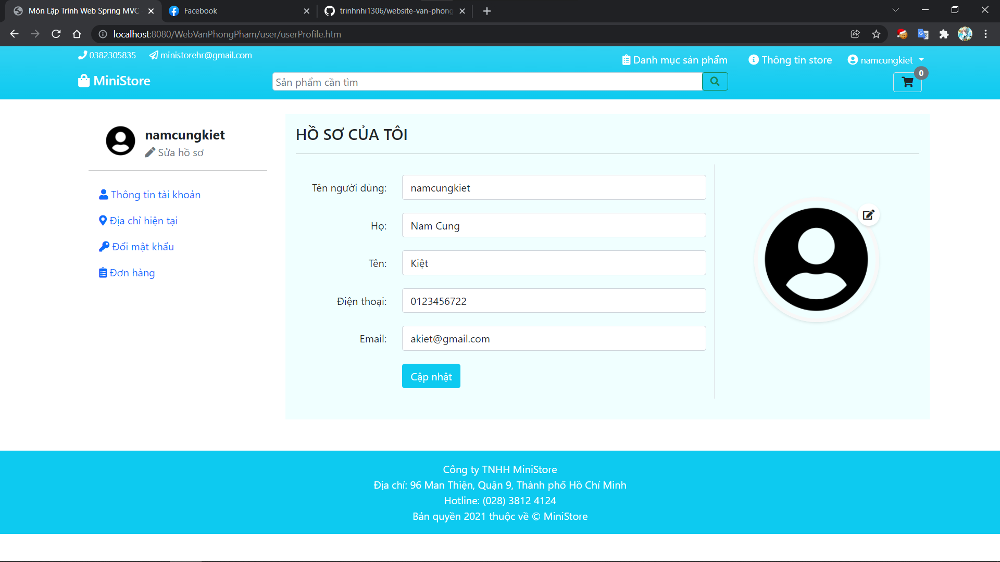 Môn Lập Trình Web Spring MVC
Facebook
trinhnhi1306/website-van-phong
localhost:8080/WebVanPhongPham/user/userProfile.htm
0382305835
ministorehr@gmail.com
Danh mục sản phẩm
Thông tin store
namcungkiet
MiniStore
Sản phẩm cần tìm
0
namcungkiet
Sửa hồ sơ
Thông tin tài khoản
Địa chỉ hiện tại
Đổi mật khẩu
Đơn hàng
HỒ SƠ CỦA TÔI
Tên người dùng: namcungkiet
Họ: Nam Cung
Tên: Kiệt
Điện thoại: 0123456722
Email: akiet@gmail.com
Cập nhật
Công ty TNHH MiniStore
Địa chỉ: 96 Man Thiện, Quận 9, Thành phố Hồ Chí Minh
Hotline: (028) 3812 4124
Bản quyền 2021 thuộc về © MiniStore